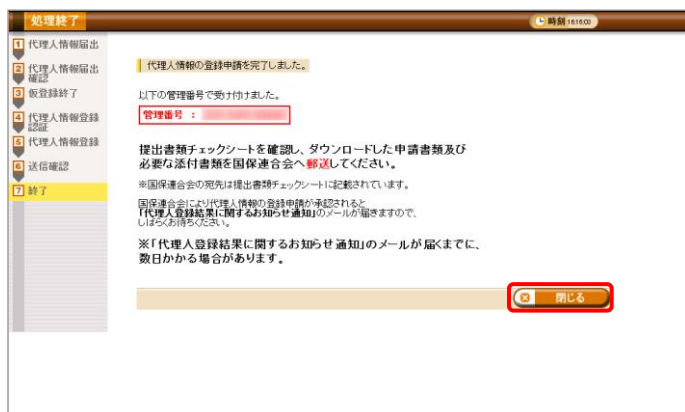 処理終了
時刻 16:16:00
1 代理人情報届出
2 代理人情報届出
確認
3 仮登録終了
4 代理人情報登録
認証
5 代理人情報登録
6 送信確認
7 終了
代理人情報の登録申請を完了しました。
以下の管理番号で受け付けました。
管理番号 :
提出書類チェックシートを確認し、ダウンロードした申請書類及び
必要な添付書類を国保連合会へ郵送してください。
※国保連合会の宛先は提出書類チェックシートに記載されています。
国保連合会により代理人情報の登録申請が承認されると
「代理人登録結果に関するお知らせ通知」のメールが届きますので、
しばらくお待ちください。
※「代理人登録結果に関するお知らせ通知」のメールが届くまでに、
数日かかる場合があります。
閉じる